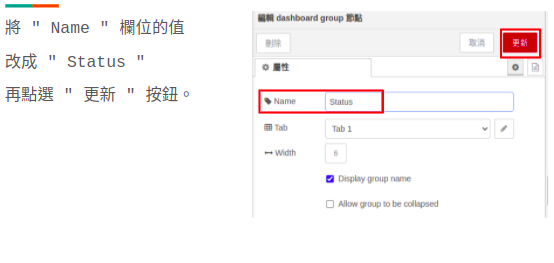 將 " Name " 欄位的值
改成 " Status "
再點選 " 更新 " 按鈕。
編輯 dashboard group 節點
刪除
取消
更新
屬性
Name
Status
Tab
Tab 1
Width
6
Display group name
Allow group to be collapsed